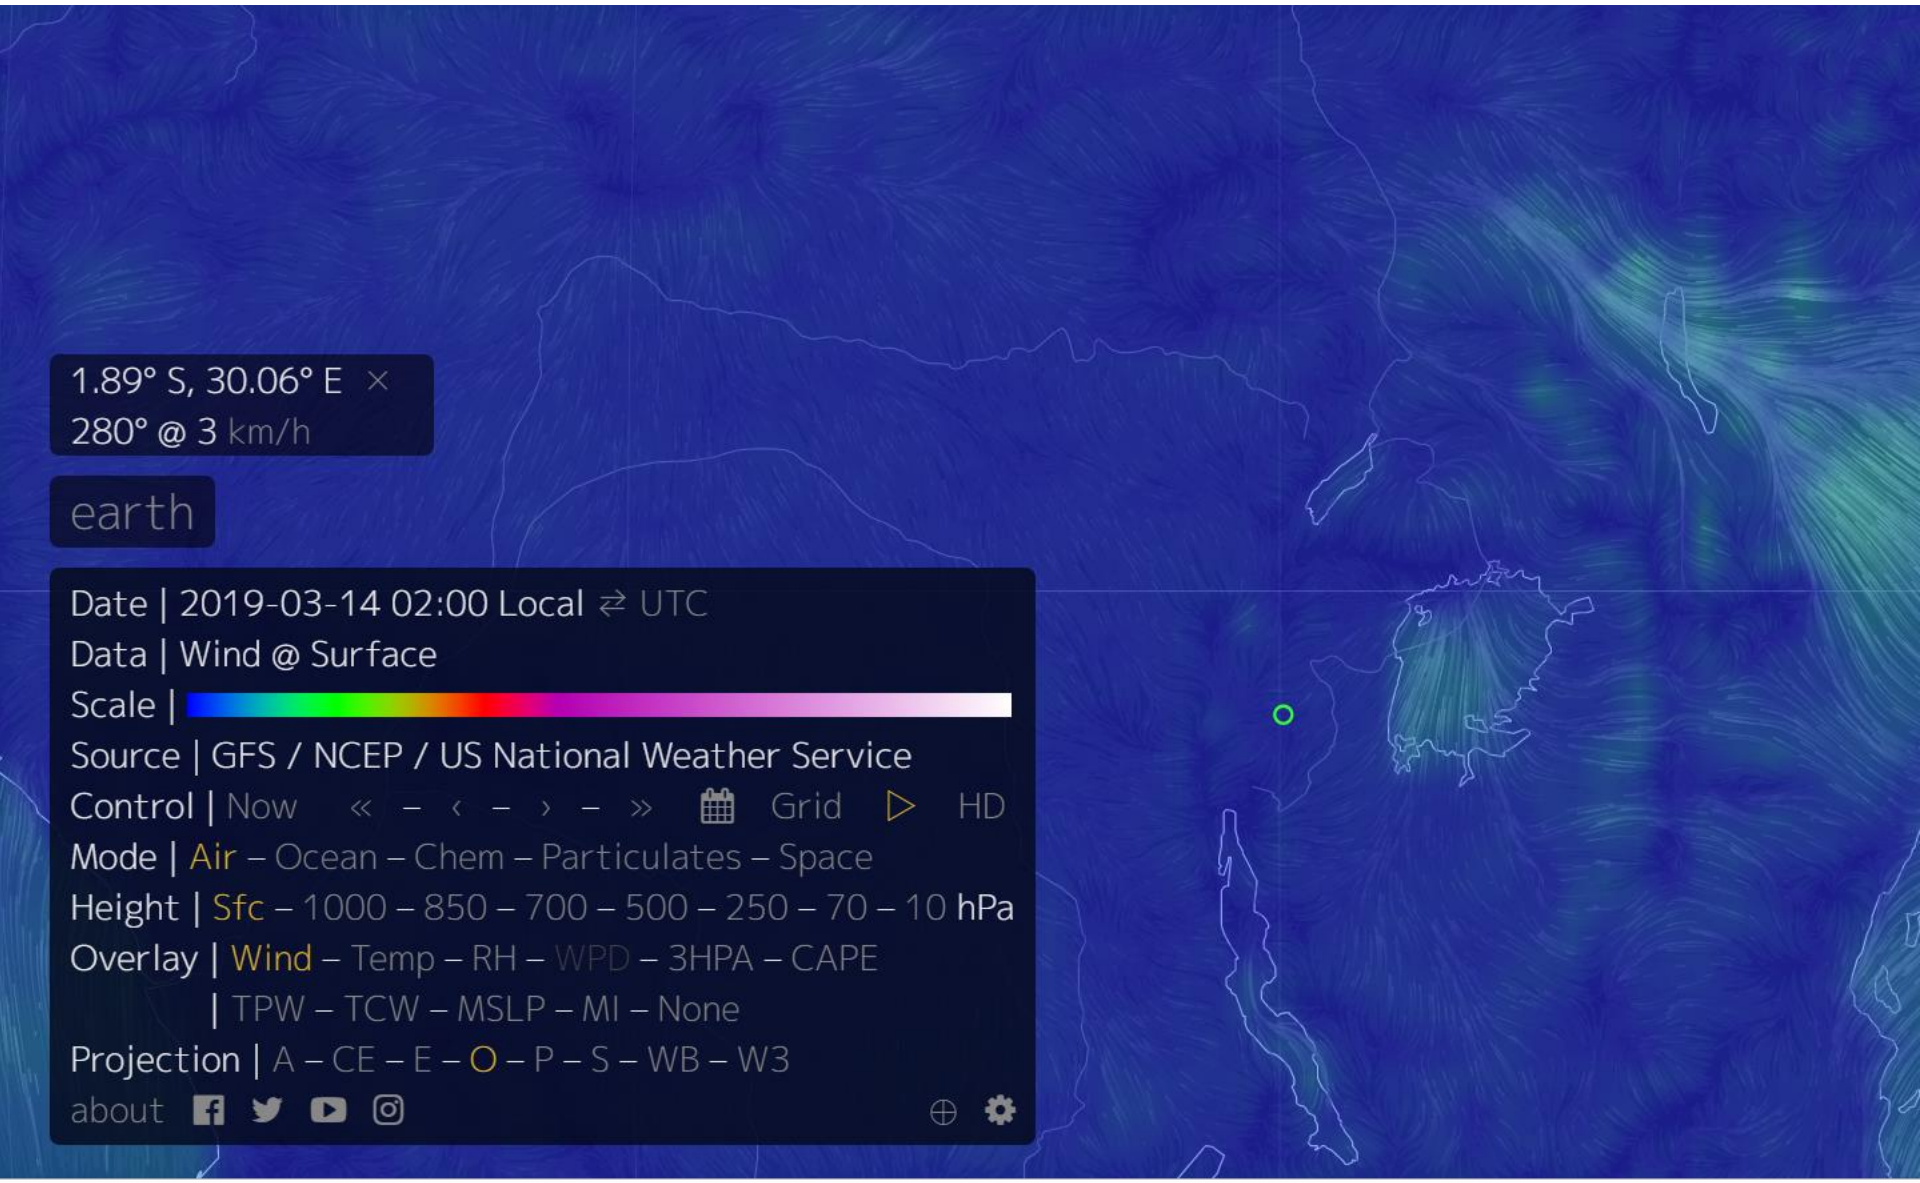 1.89° S, 30.06° E ×
280° @ 3 km/h
earth
Date | 2019-03-14 02:00 Local ⇄ UTC
Data | Wind @ Surface
Scale |
Source | GFS / NCEP / US National Weather Service
Control | Now « – ‹ – › – » Grid HD
Mode | Air – Ocean – Chem – Particulates – Space
Height | Sfc – 1000 – 850 – 700 – 500 – 250 – 70 – 10 hPa
Overlay | Wind – Temp – RH – WPD – 3HPA – CAPE
| TPW – TCW – MSLP – MI – None
Projection | A – CE – E – O – P – S – WB – W3
about